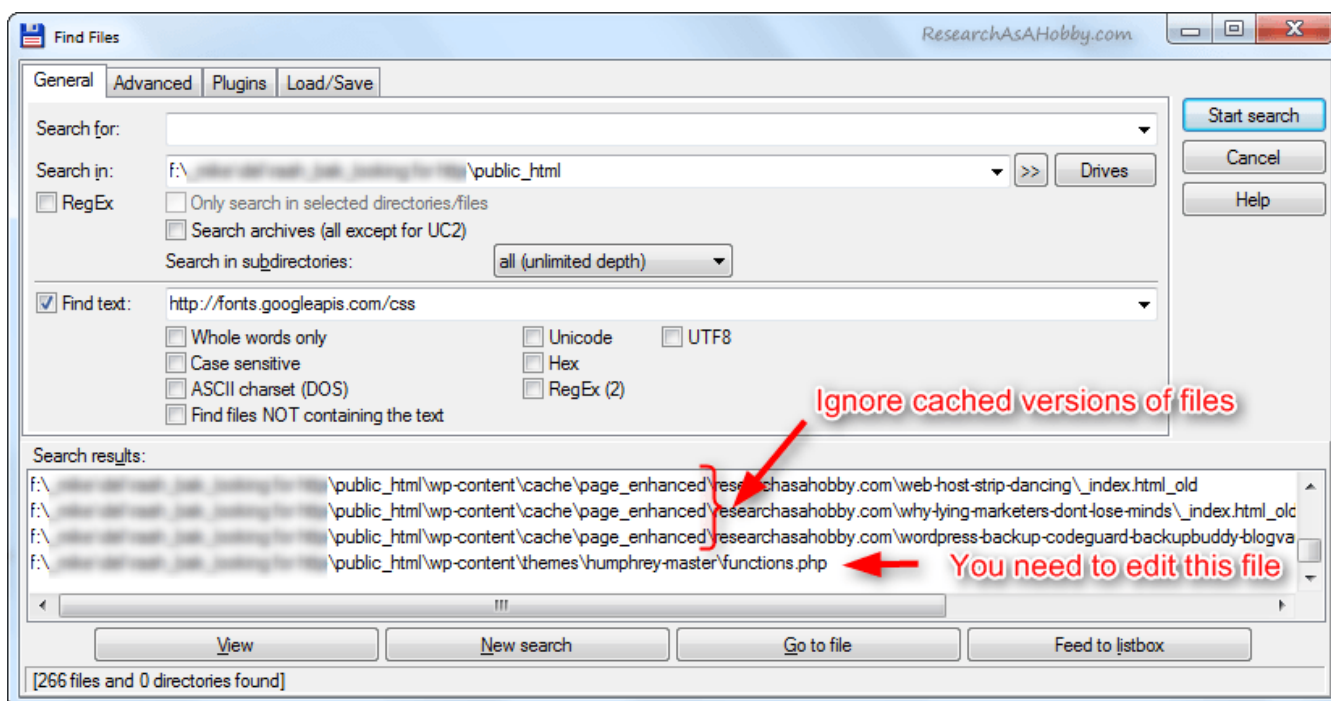 Find Files
ResearchAsAHobby.com
General Advanced Plugins Load/Save
Start search
Search for:
Cancel
Search in: f:\ \public_html >> Drives
Help
RegEx Only search in selected directories/files
Search archives (all except for UC2)
Search in subdirectories: all (unlimited depth)
Find text: http://fonts.googleapis.com/css
Whole words only Unicode UTF8
Case sensitive Hex
ASCII charset (DOS) RegEx (2)
Find files NOT containing the text
Ignore cached versions of files
Search results:
f:\ \public_html\wp-content\cache\page_enhanced\researchasahobby.com\web-host-strip-dancing\_index.html_old
f:\ \public_html\wp-content\cache\page_enhanced\researchasahobby.com\why-lying-marketers-dont-lose-minds\_index.html_old
f:\ \public_html\wp-content\cache\page_enhanced\researchasahobby.com\wordpress-backup-codeguard-backupbuddy-blogva
f:\ \public_html\wp-content\themes\humphrey-master\functions.php
You need to edit this file
View New search Go to file Feed to listbox
[266 files and 0 directories found]